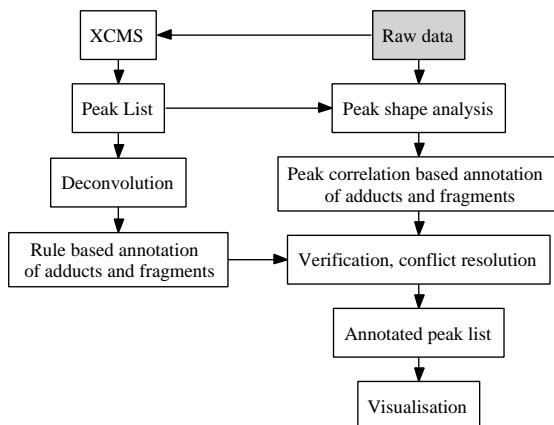 XCMS
Raw data
Peak List
Peak shape analysis
Deconvolution
Peak correlation based annotation
of adducts and fragments
Rule based annotation
of adducts and fragments
Verification, conflict resolution
Annotated peak list
Visualisation